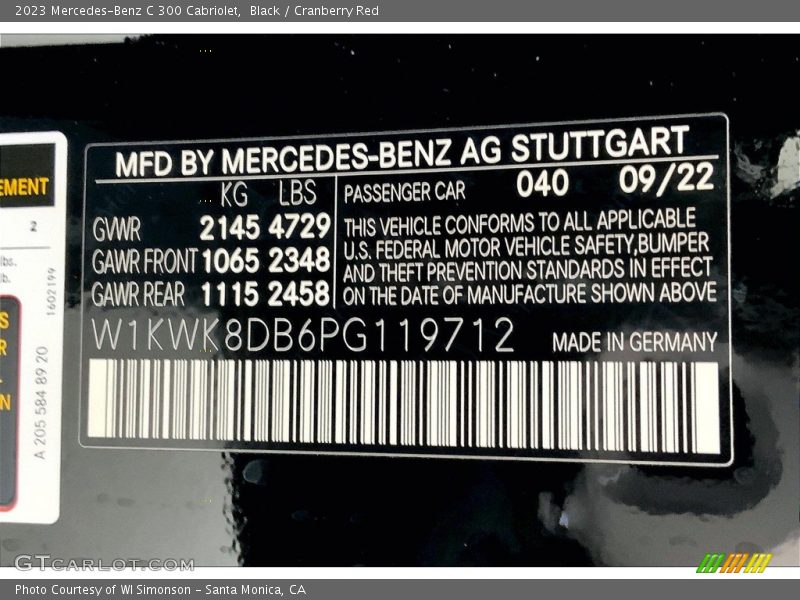 2023 Mercedes-Benz C 300 Cabriolet, Black / Cranberry Red
MFD BY MERCEDES-BENZ AG STUTTGART
KG LBS
GWR 2145 4729
GAWR FRONT 1065 2348
GAWR REAR 1115 2458
PASSENGER CAR 040 09/22
THIS VEHICLE CONFORMS TO ALL APPLICABLE
U.S. FEDERAL MOTOR VEHICLE SAFETY,BUMPER
AND THEFT PREVENTION STANDARDS IN EFFECT
ON THE DATE OF MANUFACTURE SHOWN ABOVE
W1KWK8DB6PG119712 MADE IN GERMANY
EMENT
2
lbs.
lb.
1602199
S
R
N
A 205 584 89 20
GTCARLOT.COM
Photo Courtesy of WI Simonson - Santa Monica, CA